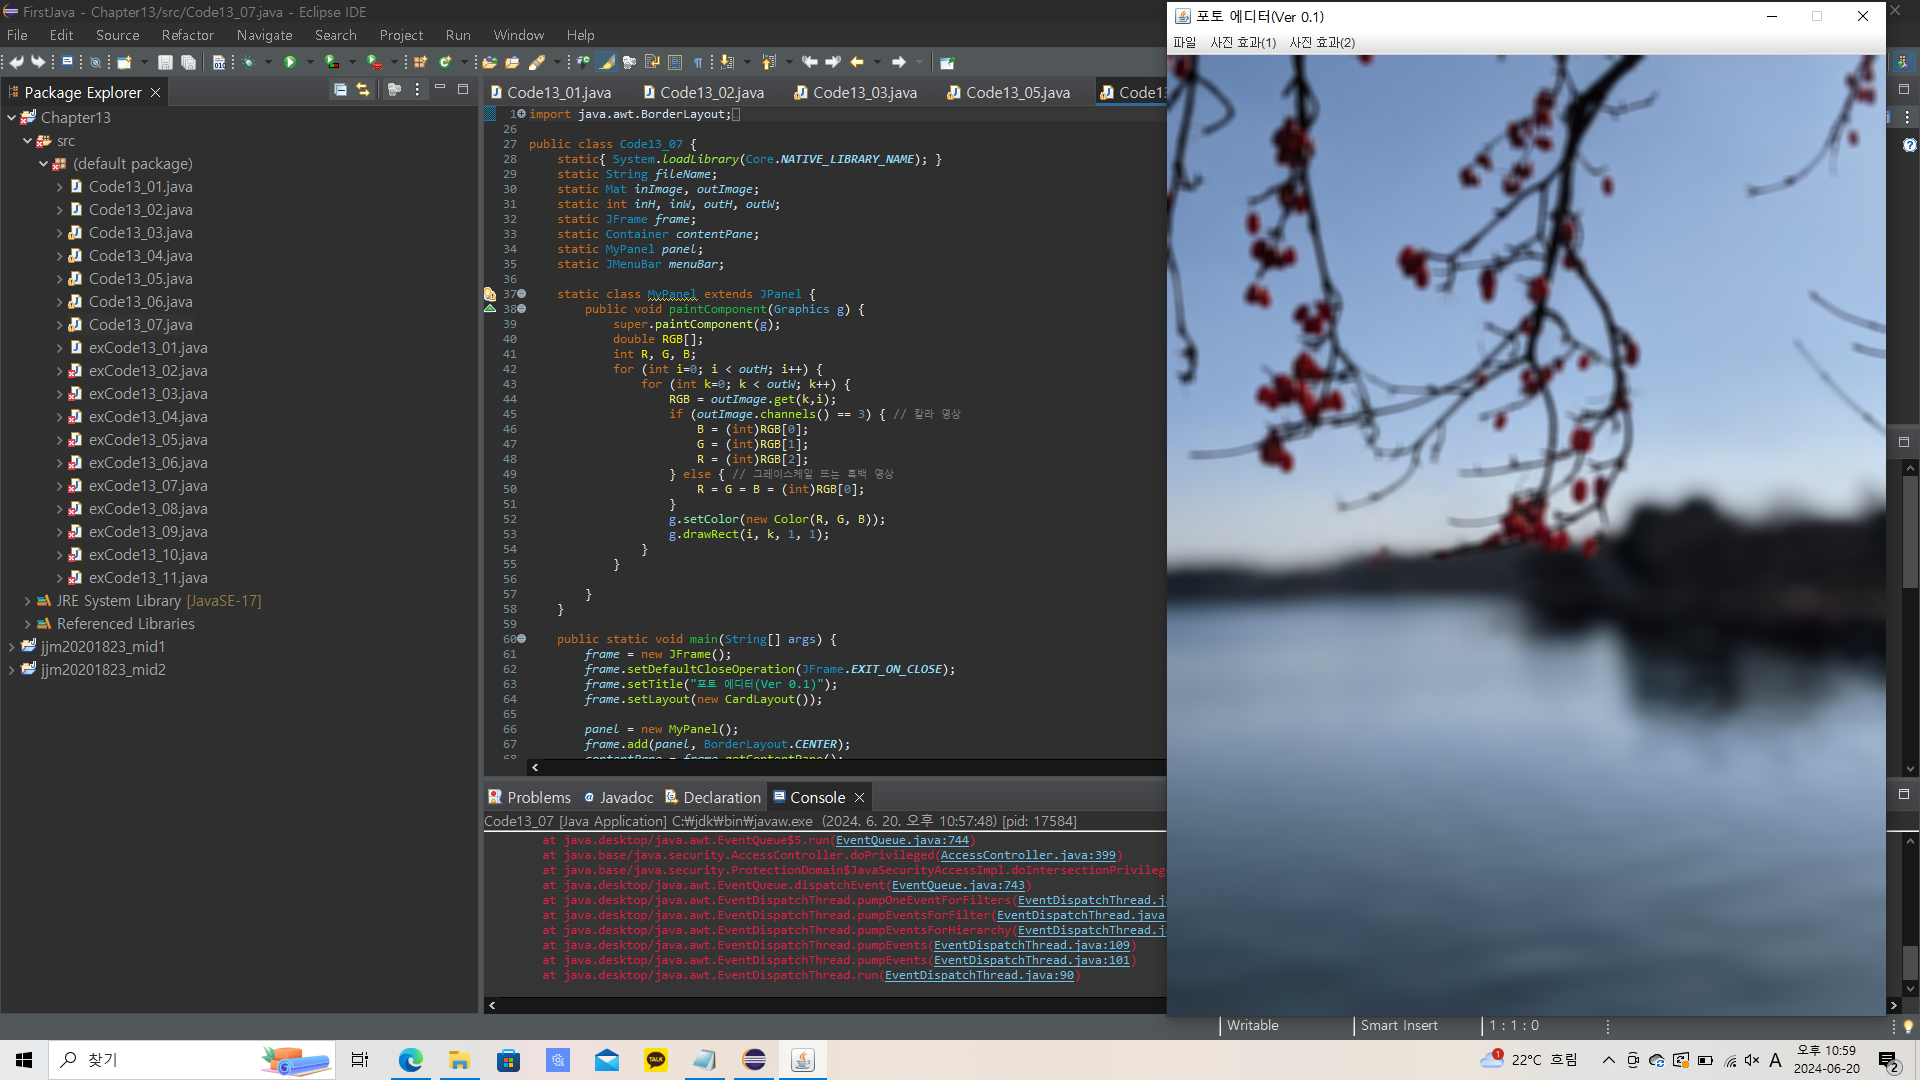 FirstJava - Chapter13/src/Code13_07.java - Eclipse IDE
File Edit Source Refactor Navigate Search Project Run Window Help
Package Explorer
Chapter13
src
(default package)
Code13_01.java
Code13_02.java
Code13_03.java
Code13_04.java
Code13_05.java
Code13_06.java
Code13_07.java
exCode13_01.java
exCode13_02.java
exCode13_03.java
exCode13_04.java
exCode13_05.java
exCode13_06.java
exCode13_07.java
exCode13_08.java
exCode13_09.java
exCode13_10.java
exCode13_11.java
JRE System Library [JavaSE-17]
Referenced Libraries
jjm20201823_mid1
jjm20201823_mid2
Code13_01.java Code13_02.java Code13_03.java Code13_05.java Code13
1 import java.awt.BorderLayout;
26
27 public class Code13_07 {
28 static{ System.loadLibrary(Core.NATIVE_LIBRARY_NAME); }
29 static String fileName;
30 static Mat inImage, outImage;
31 static int inH, inW, outH, outW;
32 static JFrame frame;
33 static Container contentPane;
34 static MyPanel panel;
35 static JMenuBar menuBar;
36
37 static class MyPanel extends JPanel {
38 public void paintComponent(Graphics g) {
39 super.paintComponent(g);
40 double RGB[];
41 int R, G, B;
42 for (int i=0; i < outH; i++) {
43 for (int k=0; k < outW; k++) {
44 RGB = outImage.get(k,i);
45 if (outImage.channels() == 3) { // 칼라 영상
46 B = (int)RGB[0];
47 G = (int)RGB[1];
48 R = (int)RGB[2];
49 } else { // 그레이스케일 또는 흑백 영상
50 R = G = B = (int)RGB[0];
51 }
52 g.setColor(new Color(R, G, B));
53 g.drawRect(i, k, 1, 1);
54 }
55 }
56
57 }
58 }
59
60 public static void main(String[] args) {
61 frame = new JFrame();
62 frame.setDefaultCloseOperation(JFrame.EXIT_ON_CLOSE);
63 frame.setTitle("포토 에디터(Ver 0.1)");
64 frame.setLayout(new CardLayout());
65
66 panel = new MyPanel();
67 frame.add(panel, BorderLayout.CENTER);
68 contentPane = frame.getContentPane();
Problems Javadoc Declaration Console
Code13_07 [Java Application] C:₩jdk₩bin₩javaw.exe (2024. 6. 20. 오후 10:57:48) [pid: 17584]
at java.desktop/java.awt.EventQueue$5.run(EventQueue.java:744)
at java.base/java.security.AccessController.doPrivileged(AccessController.java:399)
at java.base/java.security.ProtectionDomain$JavaSecurityAccessImpl.doIntersectionPrivileg
at java.desktop/java.awt.EventQueue.dispatchEvent(EventQueue.java:743)
at java.desktop/java.awt.EventDispatchThread.pumpOneEventForFilters(EventDispatchThread.j
at java.desktop/java.awt.EventDispatchThread.pumpEventsForFilter(EventDispatchThread.java
at java.desktop/java.awt.EventDispatchThread.pumpEventsForHierarchy(EventDispatchThread.j
at java.desktop/java.awt.EventDispatchThread.pumpEvents(EventDispatchThread.java:109)
at java.desktop/java.awt.EventDispatchThread.pumpEvents(EventDispatchThread.java:101)
at java.desktop/java.awt.EventDispatchThread.run(EventDispatchThread.java:90)
포토 에디터(Ver 0.1)
파일 사진 효과(1) 사진 효과(2)
Writable Smart Insert 1 : 1 : 0
찾기
TALK
1
22°C 흐림
A
오후 10:59
2024-06-20
2